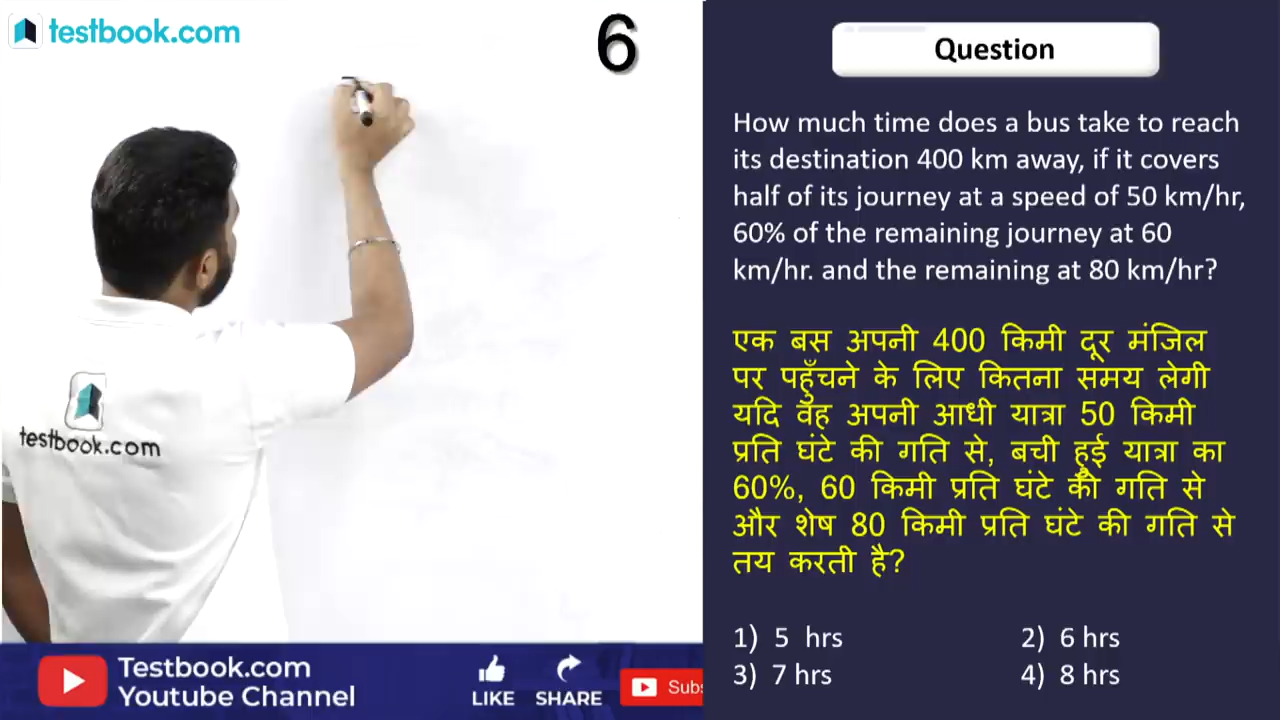 testbook.com
6
testbook.com
Testbook.com
Youtube Channel
LIKE
SHARE
Subs
Question
How much time does a bus take to reach
its destination 400 km away, if it covers
half of its journey at a speed of 50 km/hr,
60% of the remaining journey at 60
km/hr. and the remaining at 80 km/hr?
एक बस अपनी 400 किमी दूर मंजिल
पर पहुँचने के लिए कितना समय लेगी
यदि वह अपनी आधी यात्रा 50 किमी
प्रति घंटे की गति से, बची हुई यात्रा का
60%, 60 किमी प्रति घंटे की गति से
और शेष 80 किमी प्रति घंटे की गति से
तय करती है?
1) 5 hrs
2) 6 hrs
3) 7 hrs
4) 8 hrs